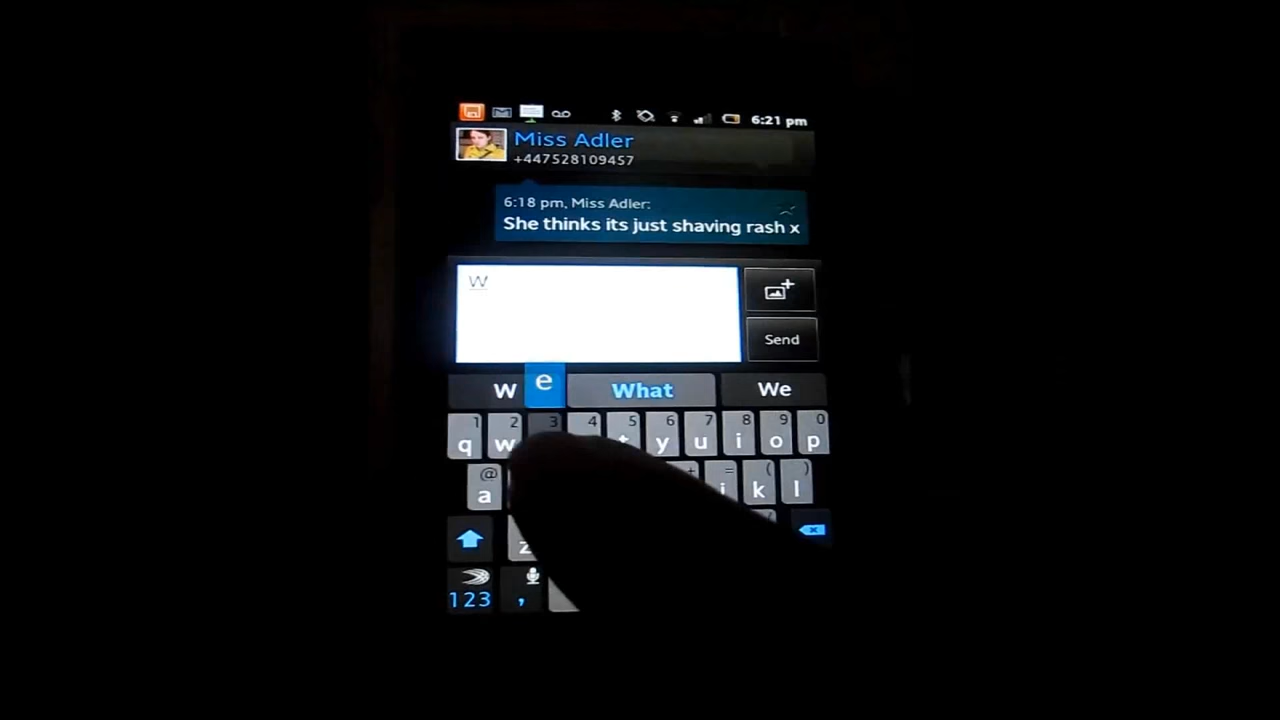 6:21 pm
Miss Adler
+447528109457
6:18 pm, Miss Adler:
She thinks its just shaving rash x
W
Send
W e What We
1 2 3 4 5 6 7 8 9 0
q w t y u i o p
@ + = ( )
a j k l
z
123 ,